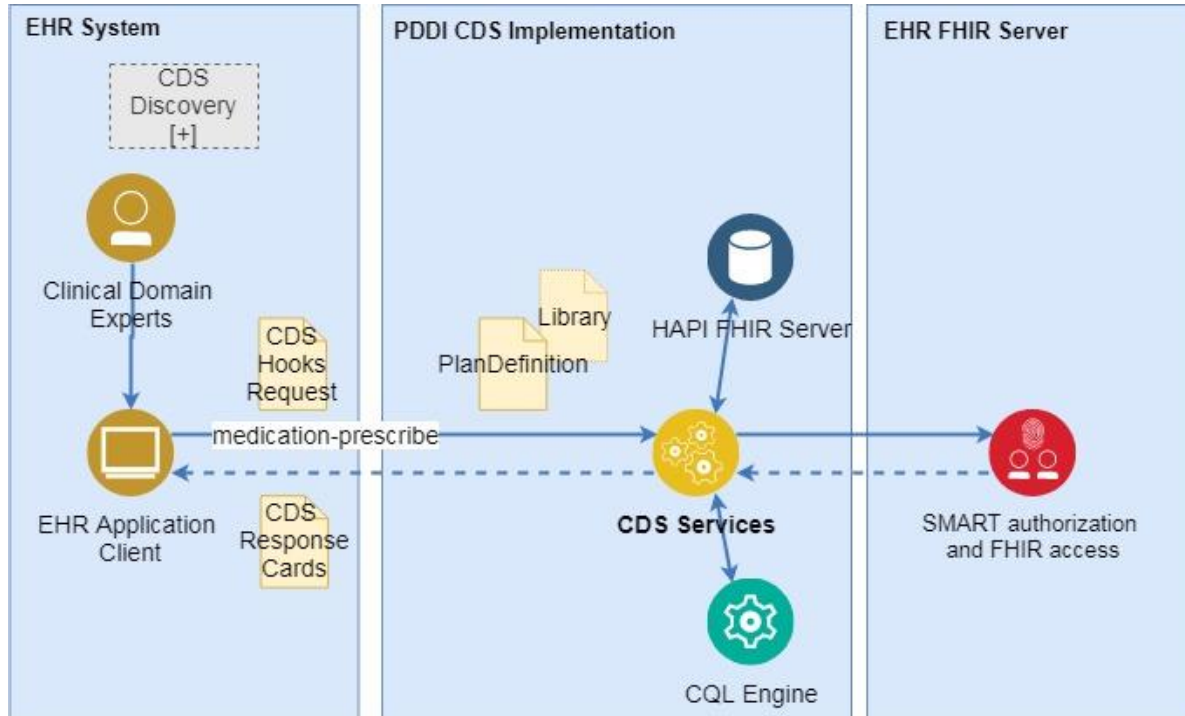 EHR System
PDDI CDS Implementation
EHR FHIR Server
CDS
Discovery
[+]
Clinical Domain
Experts
CDS
Hooks
Request
Library
PlanDefinition
HAPI FHIR Server
medication-prescribe
EHR Application
Client
CDS
Response
Cards
CDS Services
SMART authorization
and FHIR access
CQL Engine